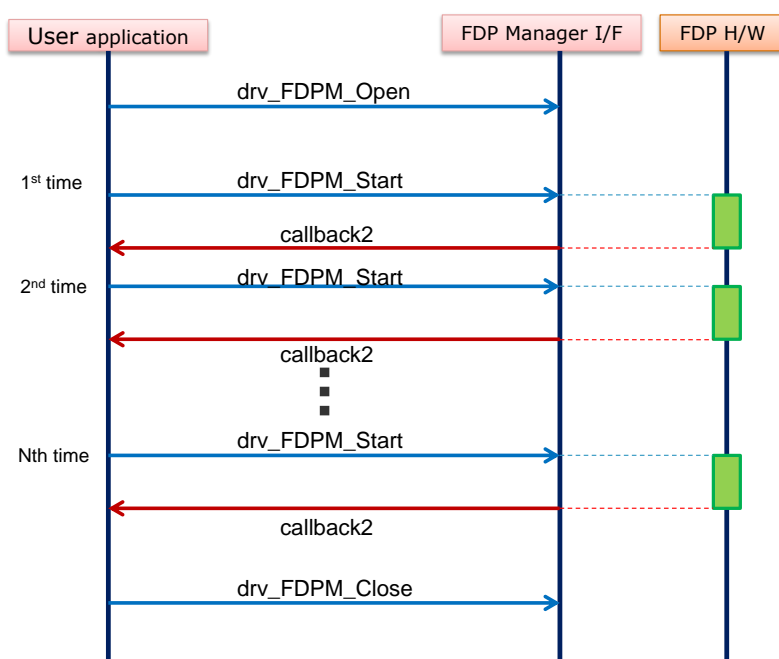 User application
FDP Manager I/F
FDP H/W
drv_FDPM_Open
1st time
drv_FDPM_Start
callback2
2nd time
drv_FDPM_Start
callback2
drv_FDPM_Start
Nth time
callback2
drv_FDPM_Close